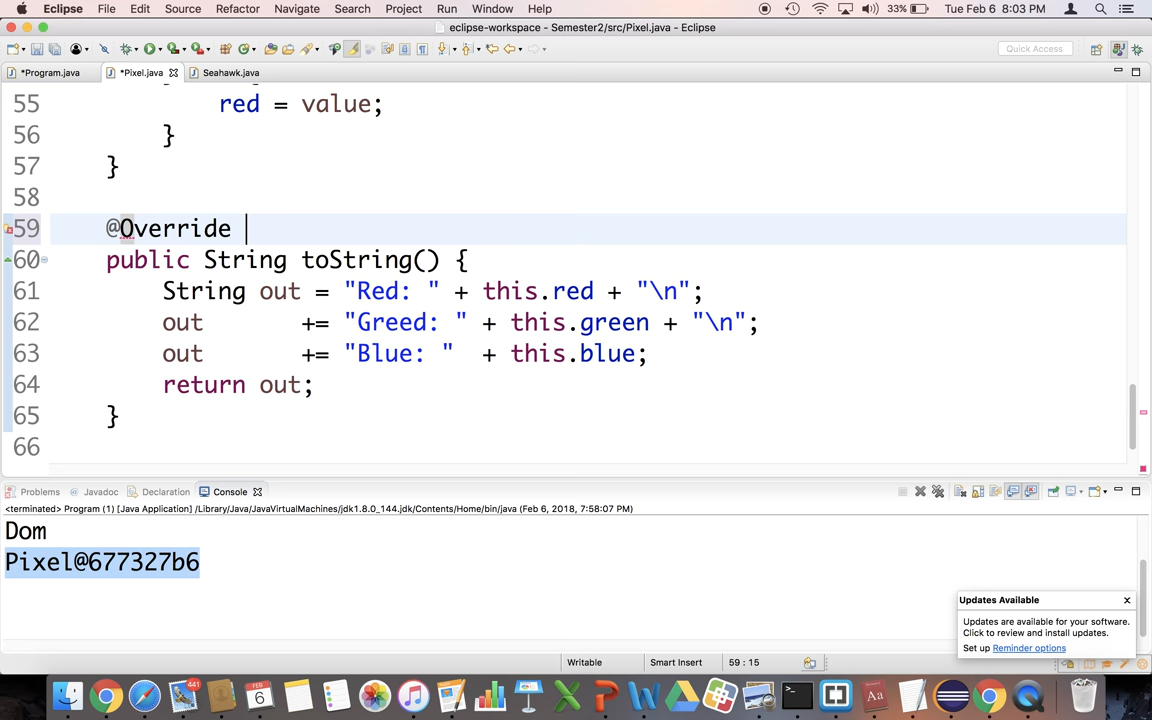 Eclipse File Edit Source Refactor Navigate Search Project Run Window Help 33% Tue Feb 6 8:03 PM
eclipse-workspace - Semester2/src/Pixel.java - Eclipse
Quick Access
*Program.java *Pixel.java Seahawk.java
55 red = value;
56 }
57 }
58
59 @Override
60 public String toString() {
61 String out = "Red: " + this.red + "\n";
62 out += "Greed: " + this.green + "\n";
63 out += "Blue: " + this.blue;
64 return out;
65 }
66
Problems Javadoc Declaration Console
<terminated> Program (1) [Java Application] /Library/Java/JavaVirtualMachines/jdk1.8.0_144.jdk/Contents/Home/bin/java (Feb 6, 2018, 7:58:07 PM)
Dom
Pixel@677327b6
Updates Available
Updates are available for your software.
Click to review and install updates.
Set up Reminder options
Writable Smart Insert 59 : 15
441
6
Aa